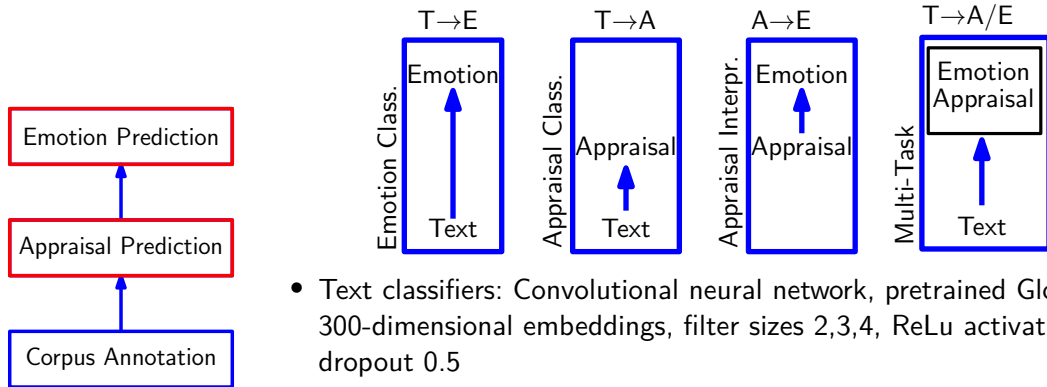 Emotion Prediction
Appraisal Prediction
Corpus Annotation
T→E
Emotion Class.
Emotion
Text
T→A
Appraisal Class.
Appraisal
Text
A→E
Appraisal Interpr.
Emotion
Appraisal
T→A/E
Multi-Task
Emotion
Appraisal
Text
• Text classifiers: Convolutional neural network, pretrained
300-dimensional embeddings, filter sizes 2,3,4, ReLu
dropout 0.5